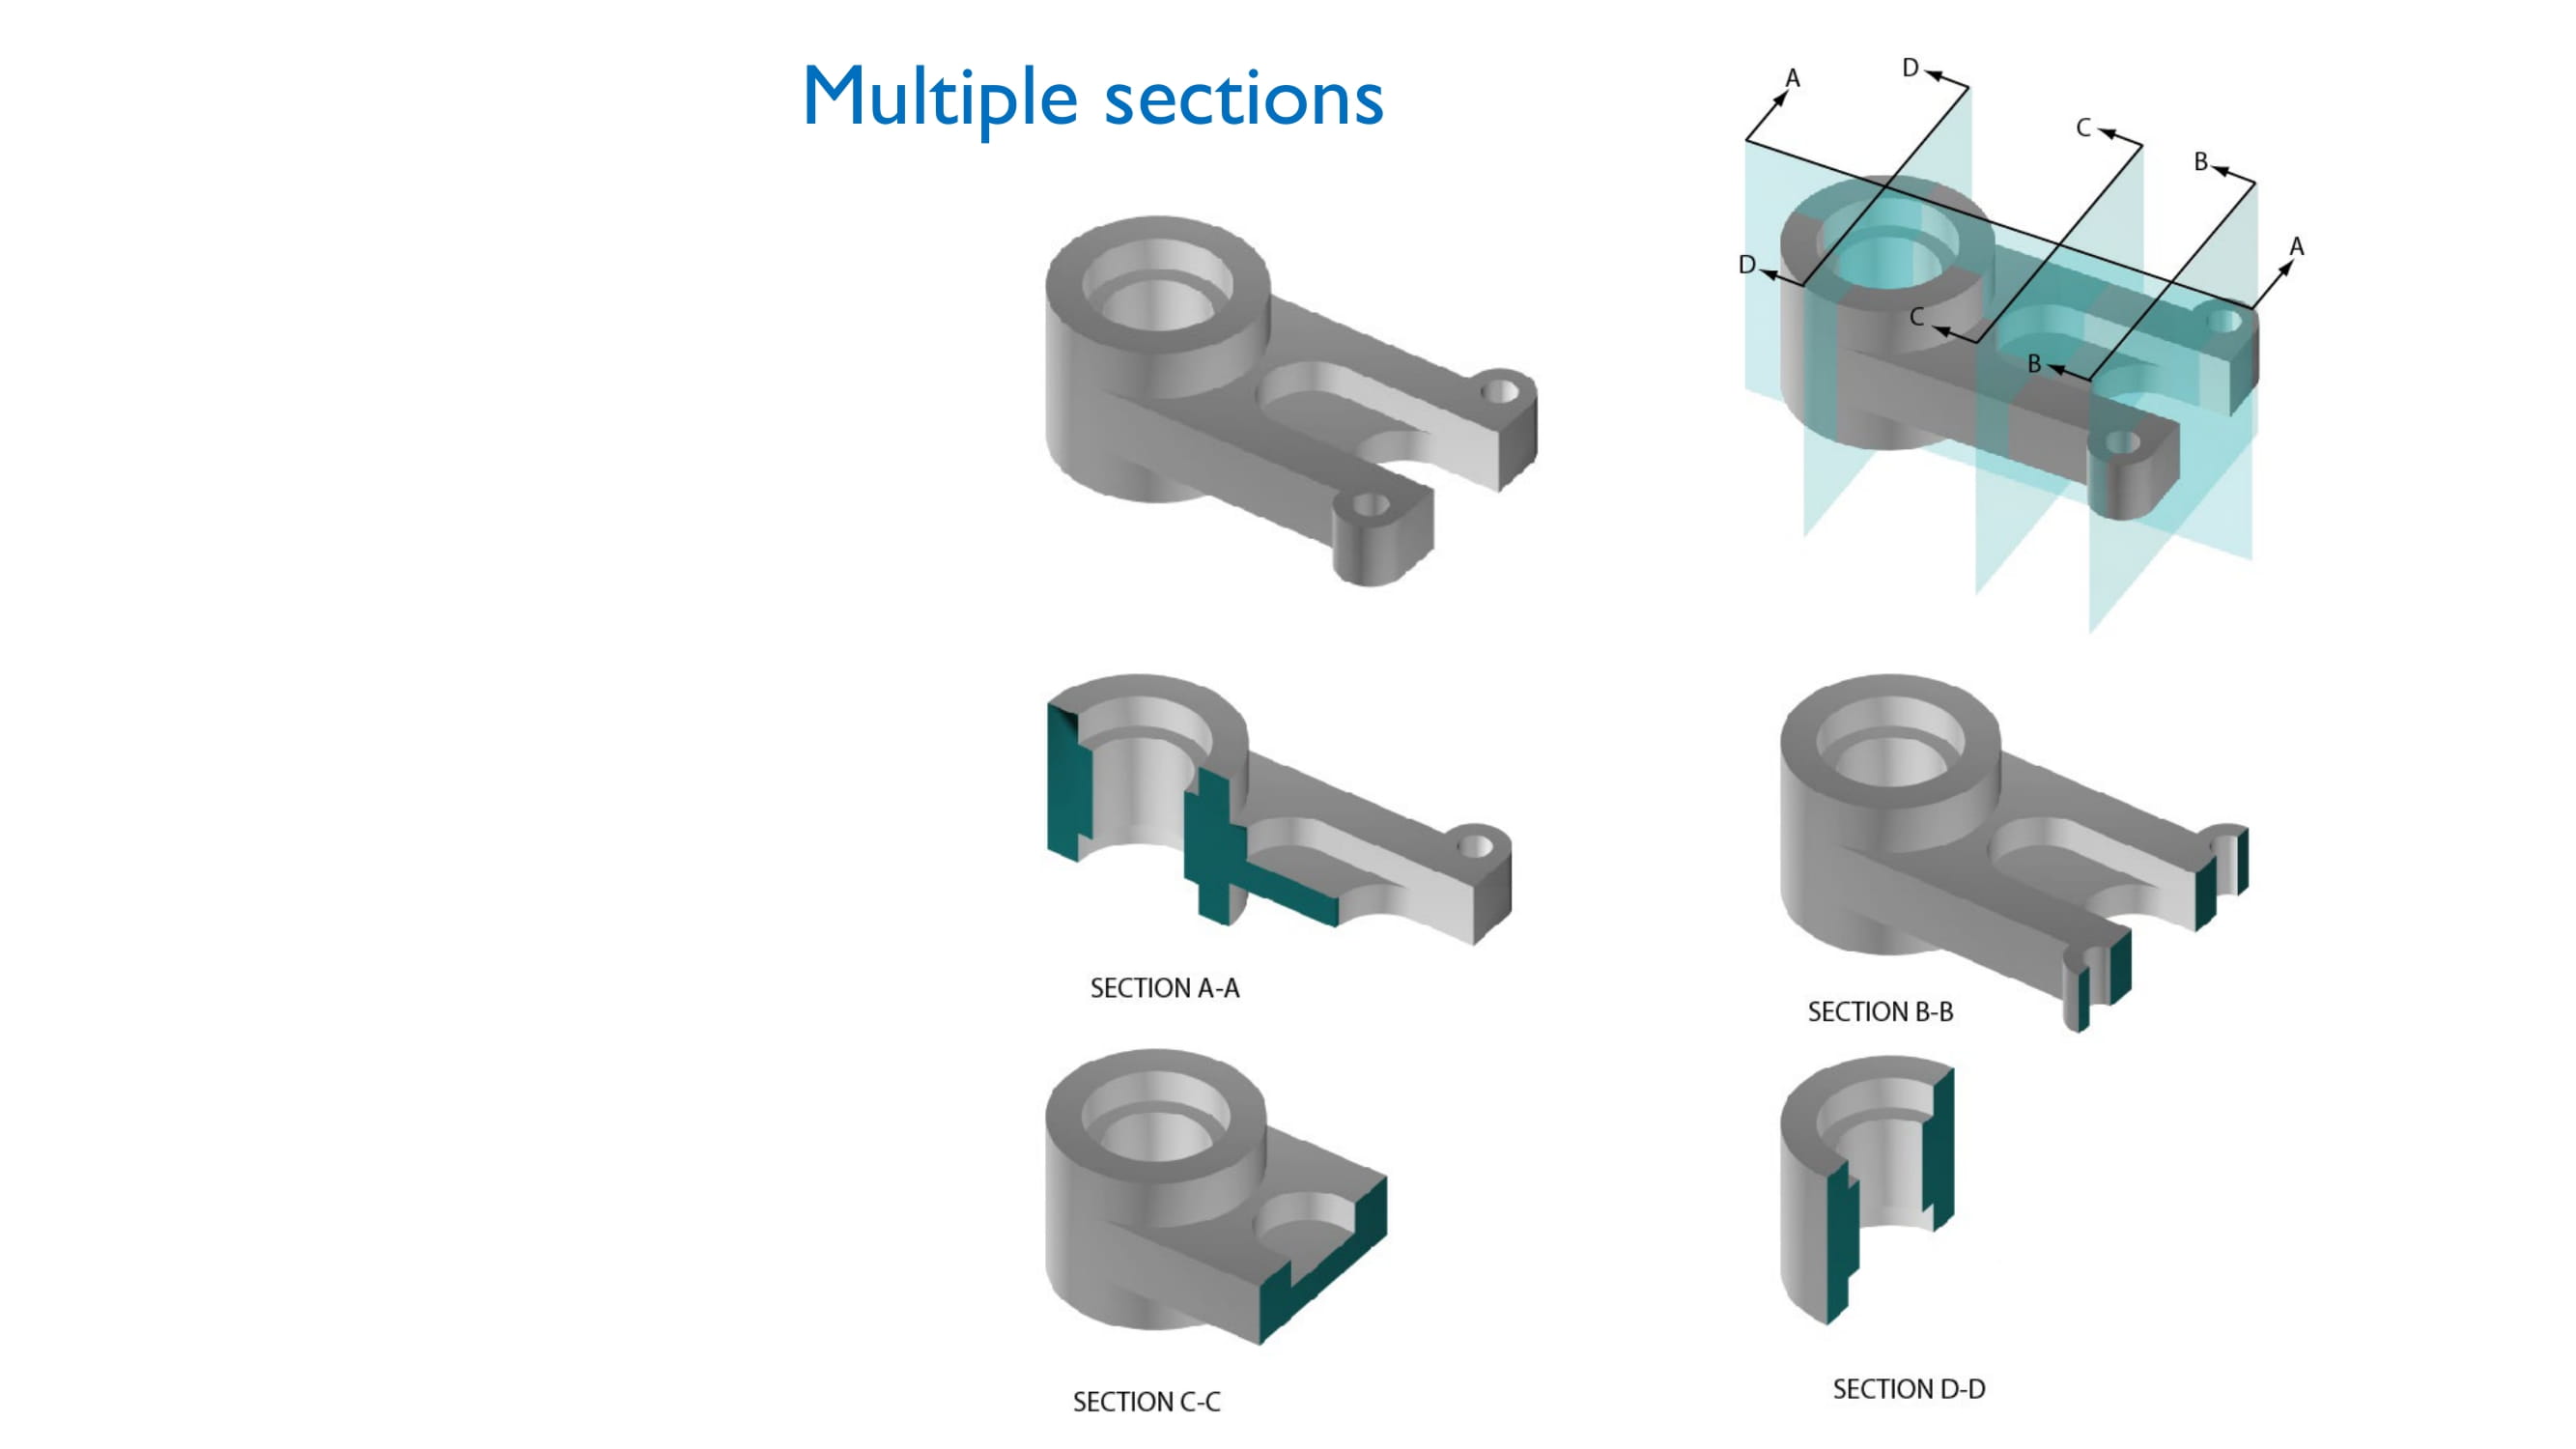 Multiple sections
A
D
C
B
A
D
C
B
SECTION A-A
SECTION B-B
SECTION C-C
SECTION D-D